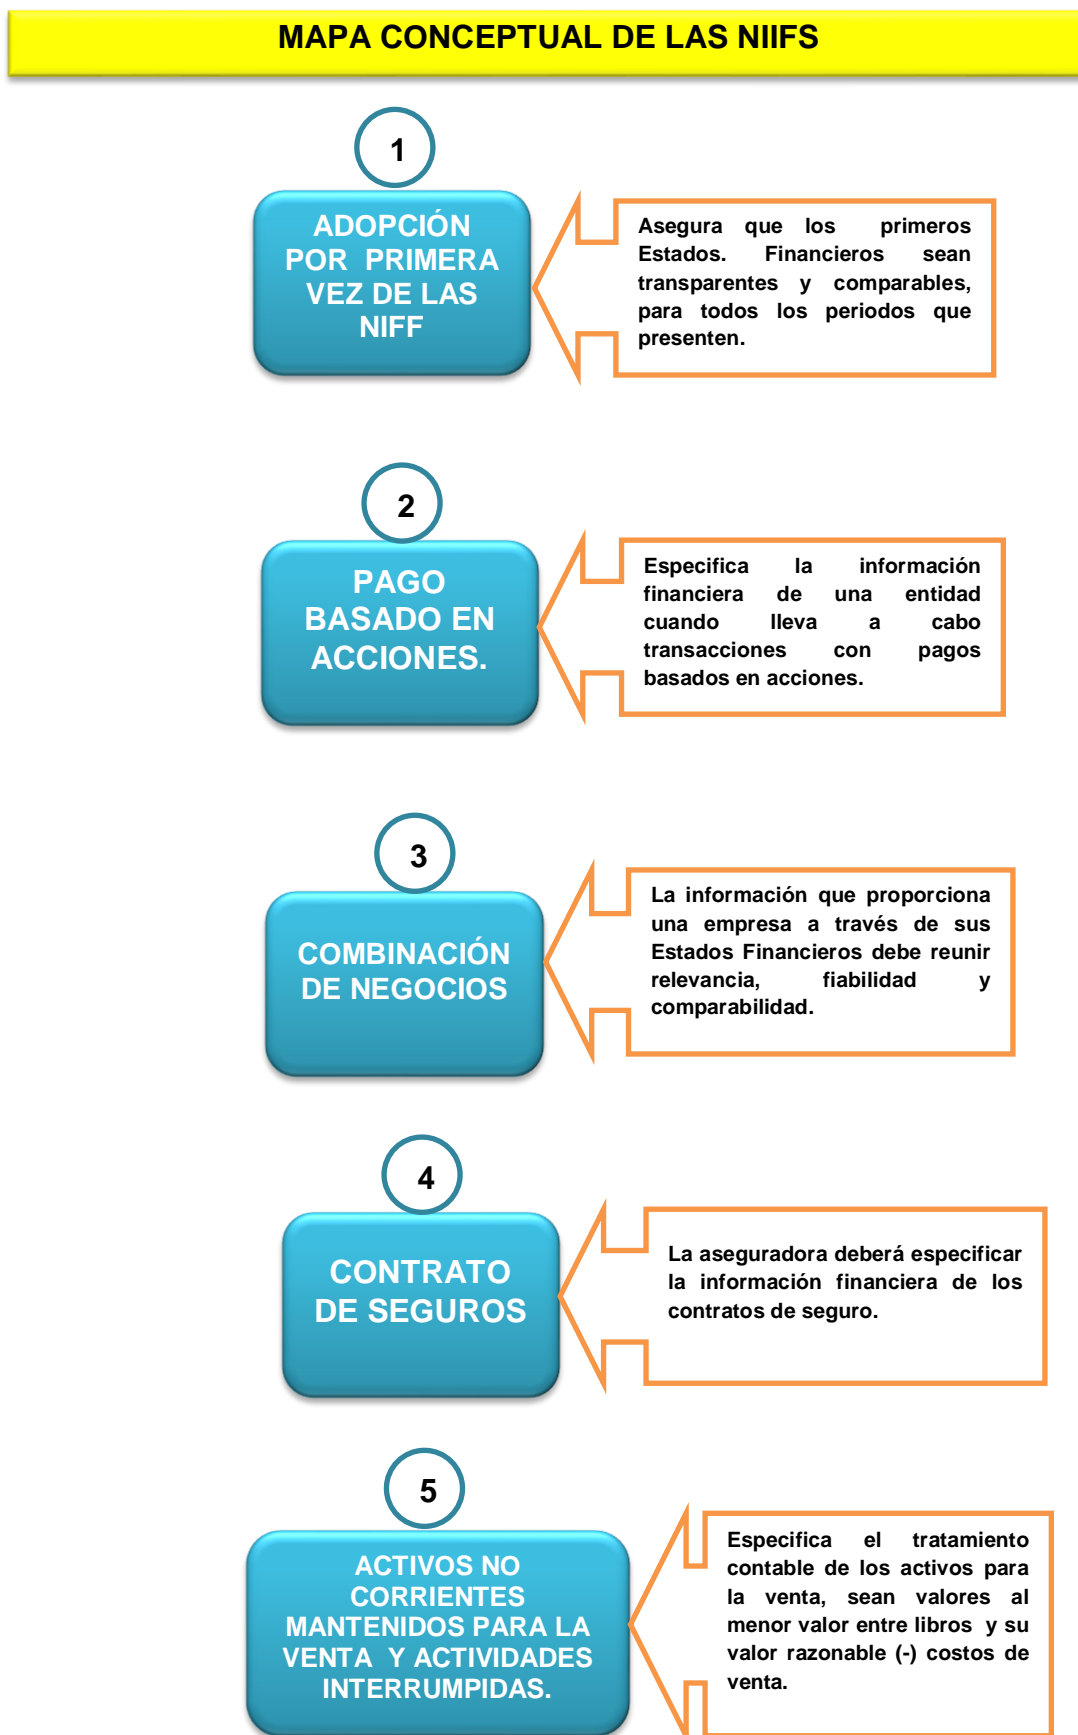 MAPA CONCEPTUAL DE LAS NIIFS
1
ADOPCIÓN
POR PRIMERA
VEZ DE LAS
NIFF
Asegura que los primeros
Estados. Financieros sean
transparentes y comparables,
para todos los periodos que
presenten.
2
PAGO
BASADO EN
ACCIONES.
Especifica la información
financiera de una entidad
cuando lleva a cabo
transacciones con pagos
basados en acciones.
3
COMBINACIÓN
DE NEGOCIOS
La información que proporciona
una empresa a través de sus
Estados Financieros debe reunir
relevancia, fiabilidad y
comparabilidad.
4
CONTRATO
DE SEGUROS
La aseguradora deberá especificar
la información financiera de los
contratos de seguro.
5
ACTIVOS NO
CORRIENTES
MANTENIDOS PARA LA
VENTA Y ACTIVIDADES
INTERRUMPIDAS.
Especifica el tratamiento
contable de los activos para
la venta, sean valores al
menor valor entre libros y su
valor razonable (-) costos de
venta.